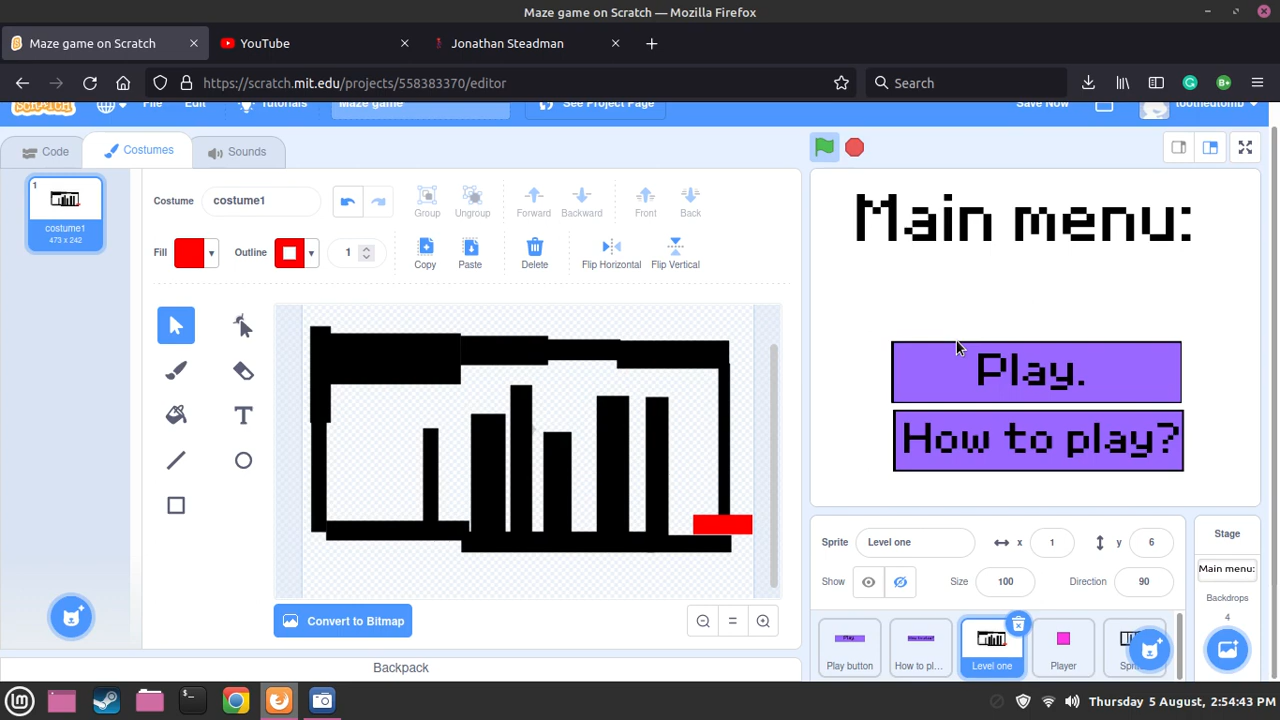 Maze game on Scratch — Mozilla Firefox
Maze game on Scratch
YouTube
Jonathan Steadman
https://scratch.mit.edu/projects/558383370/editor
Search
SCRATCH
File
Edit
Tutorials
Maze game
See Project Page
Save Now
toothedtomb
Code
Costumes
Sounds
1
costume1
473 x 242
Costume
costume1
Group
Ungroup
Forward
Backward
Front
Back
Fill
Outline
1
Copy
Paste
Delete
Flip Horizontal
Flip Vertical
T
Convert to Bitmap
Backpack
Main menu:
Play.
How to play?
Sprite
Level one
x
1
y
6
Show
Size
100
Direction
90
Stage
Main menu:
Backdrops
4
Play button
How to pl...
Level one
Player
Thursday 5 August, 2:54:43 PM